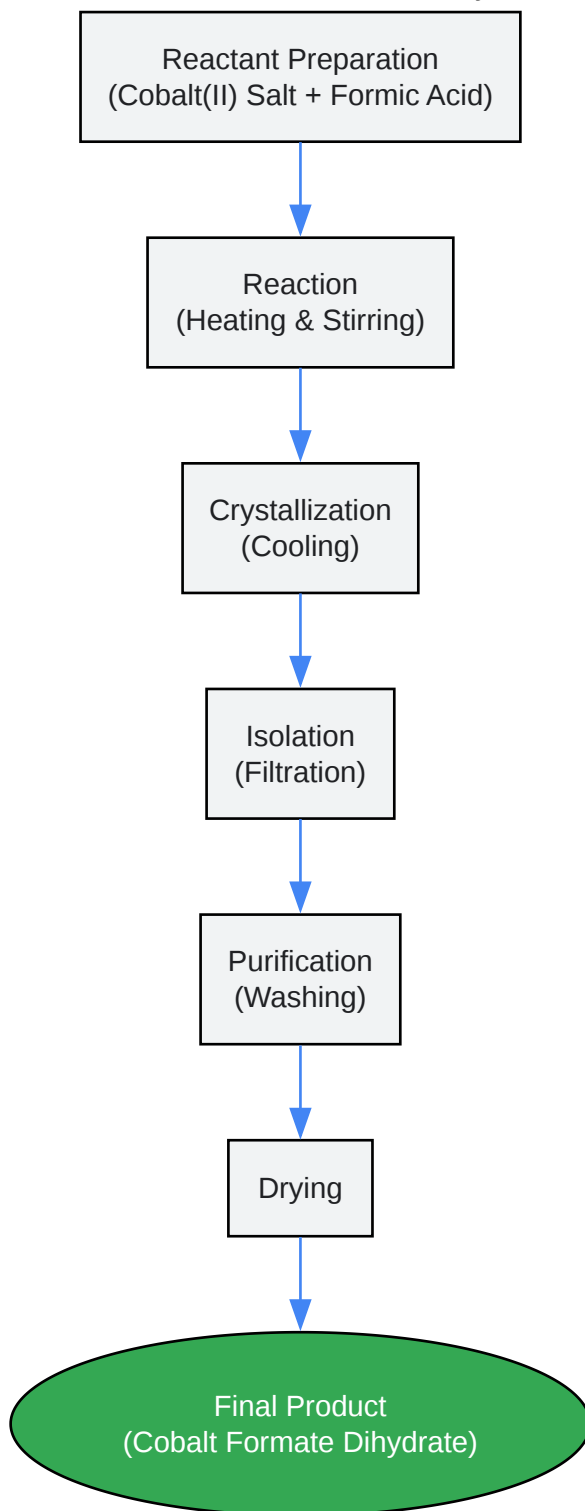 Reactant Preparation
(Cobalt(II) Salt + Formic Acid)
Reaction
(Heating & Stirring)
Crystallization
(Cooling)
Isolation
(Filtration)
Purification
(Washing)
Drying
Final Product
(Cobalt Formate Dihydrate)